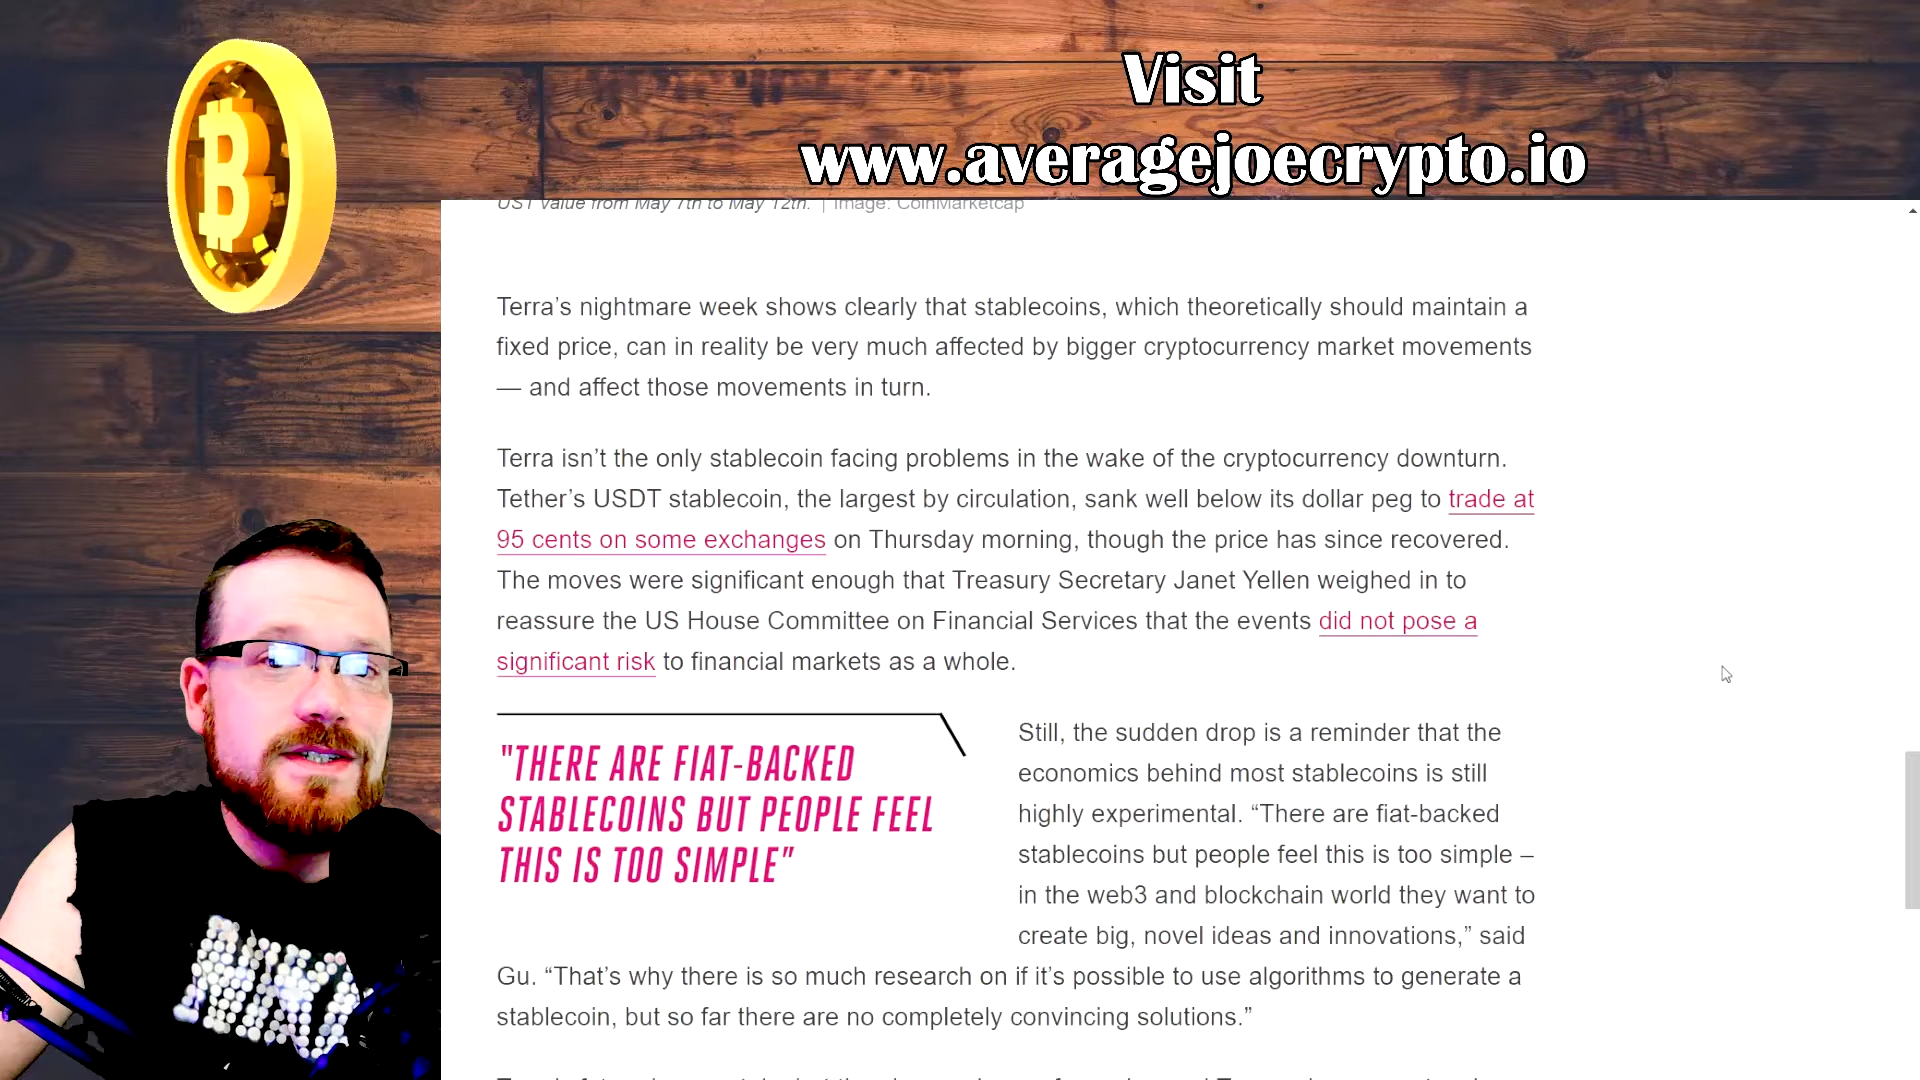 Visit
www.averagejoecrypto.io
UST value from May 7th to May 12th. | Image: CoinMarketcap
Terra’s nightmare week shows clearly that stablecoins, which theoretically should maintain a
fixed price, can in reality be very much affected by bigger cryptocurrency market movements
— and affect those movements in turn.
Terra isn’t the only stablecoin facing problems in the wake of the cryptocurrency downturn.
Tether’s USDT stablecoin, the largest by circulation, sank well below its dollar peg to trade at
95 cents on some exchanges on Thursday morning, though the price has since recovered.
The moves were significant enough that Treasury Secretary Janet Yellen weighed in to
reassure the US House Committee on Financial Services that the events did not pose a
significant risk to financial markets as a whole.
"THERE ARE FIAT-BACKED
STABLECOINS BUT PEOPLE FEEL
THIS IS TOO SIMPLE"
Still, the sudden drop is a reminder that the
economics behind most stablecoins is still
highly experimental. “There are fiat-backed
stablecoins but people feel this is too simple –
in the web3 and blockchain world they want to
create big, novel ideas and innovations,” said
Gu. “That’s why there is so much research on if it’s possible to use algorithms to generate a
stablecoin, but so far there are no completely convincing solutions.”